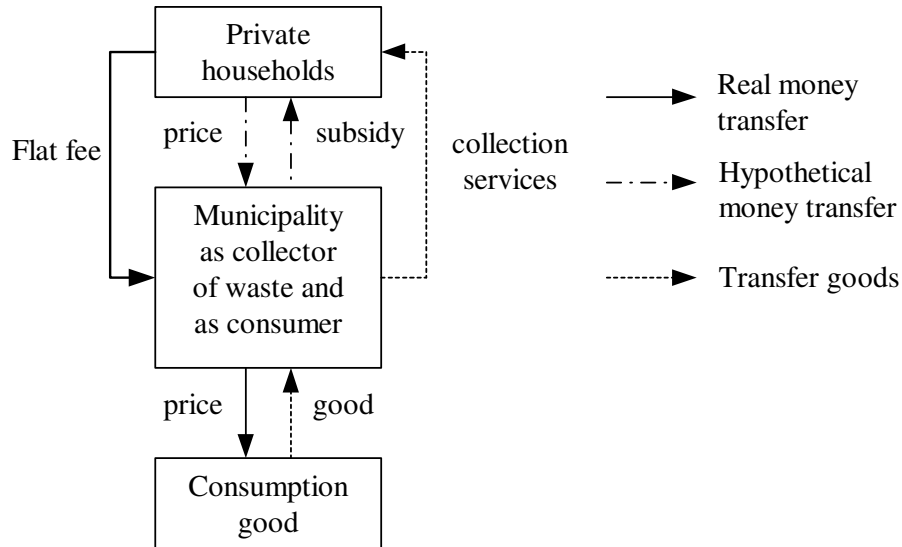 Private
households
Flat fee
price
subsidy
collection
services
Municipality
as collector
of waste and
as consumer
price
good
Consumption
good
Real money
transfer
Hypothetical
money transfer
Transfer goods